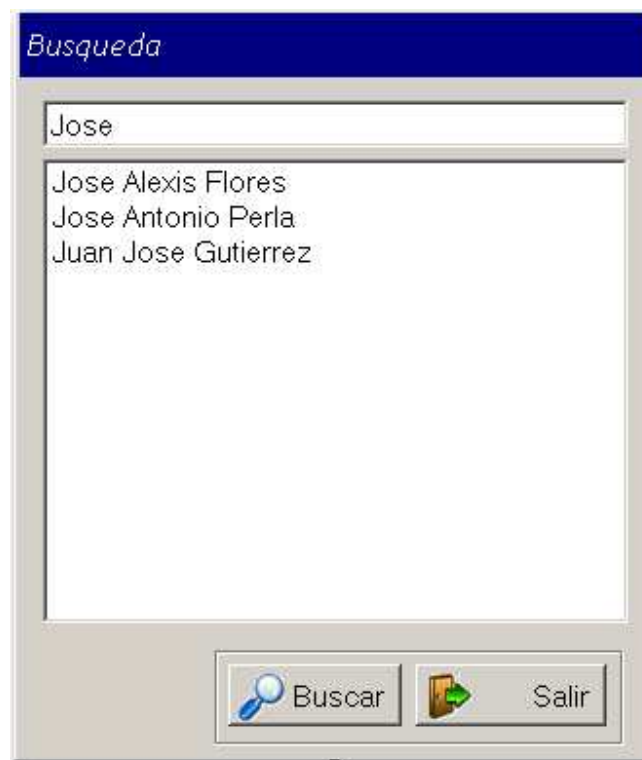 Busqueda
Jose
Jose Alexis Flores
Jose Antonio Perla
Juan Jose Gutierrez
Buscar Salir